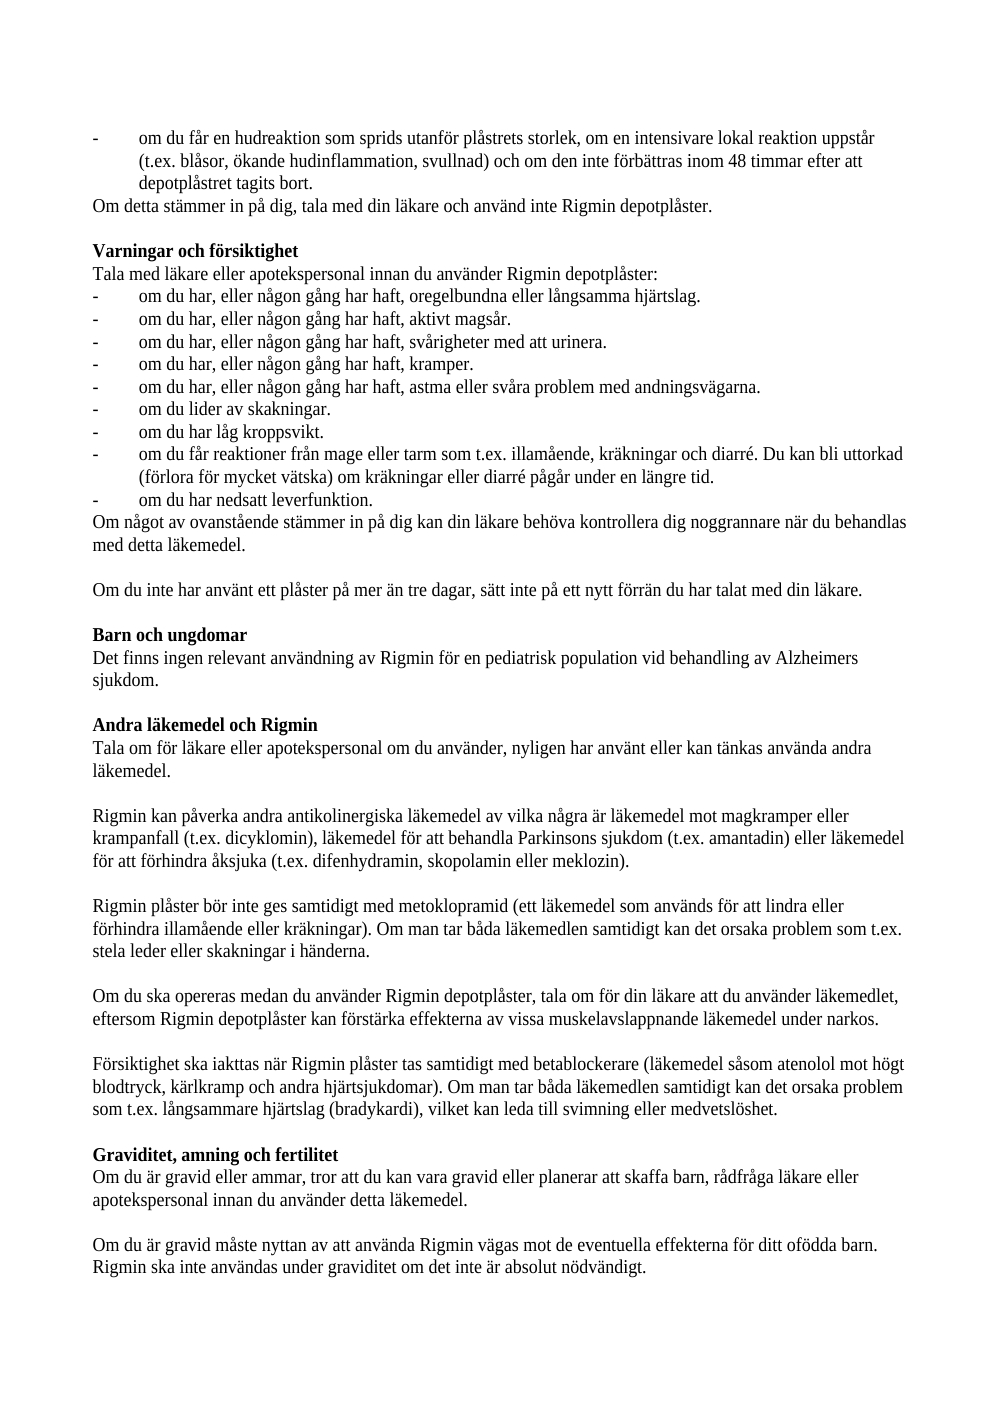 - om du får en hudreaktion som sprids utanför plåstrets storlek, om en intensivare lokal reaktion uppstår
(t.ex. blåsor, ökande hudinflammation, svullnad) och om den inte förbättras inom 48 timmar efter att
depotplåstret tagits bort.
Om detta stämmer in på dig, tala med din läkare och använd inte Rigmin depotplåster.
Varningar och försiktighet
Tala med läkare eller apotekspersonal innan du använder Rigmin depotplåster:
- om du har, eller någon gång har haft, oregelbundna eller långsamma hjärtslag.
- om du har, eller någon gång har haft, aktivt magsår.
- om du har, eller någon gång har haft, svårigheter med att urinera.
- om du har, eller någon gång har haft, kramper.
- om du har, eller någon gång har haft, astma eller svåra problem med andningsvägarna.
- om du lider av skakningar.
- om du har låg kroppsvikt.
- om du får reaktioner från mage eller tarm som t.ex. illamående, kräkningar och diarré. Du kan bli uttorkad
(förlora för mycket vätska) om kräkningar eller diarré pågår under en längre tid.
- om du har nedsatt leverfunktion.
Om något av ovanstående stämmer in på dig kan din läkare behöva kontrollera dig noggrannare när du behandlas
med detta läkemedel.
Om du inte har använt ett plåster på mer än tre dagar, sätt inte på ett nytt förrän du har talat med din läkare.
Barn och ungdomar
Det finns ingen relevant användning av Rigmin för en pediatrisk population vid behandling av Alzheimers
sjukdom.
Andra läkemedel och Rigmin
Tala om för läkare eller apotekspersonal om du använder, nyligen har använt eller kan tänkas använda andra
läkemedel.
Rigmin kan påverka andra antikolinergiska läkemedel av vilka några är läkemedel mot magkramper eller
krampanfall (t.ex. dicyklomin), läkemedel för att behandla Parkinsons sjukdom (t.ex. amantadin) eller läkemedel
för att förhindra åksjuka (t.ex. difenhydramin, skopolamin eller meklozin).
Rigmin plåster bör inte ges samtidigt med metoklopramid (ett läkemedel som används för att lindra eller
förhindra illamående eller kräkningar). Om man tar båda läkemedlen samtidigt kan det orsaka problem som t.ex.
stela leder eller skakningar i händerna.
Om du ska opereras medan du använder Rigmin depotplåster, tala om för din läkare att du använder läkemedlet,
eftersom Rigmin depotplåster kan förstärka effekterna av vissa muskelavslappnande läkemedel under narkos.
Försiktighet ska iakttas när Rigmin plåster tas samtidigt med betablockerare (läkemedel såsom atenolol mot högt
blodtryck, kärlkramp och andra hjärtsjukdomar). Om man tar båda läkemedlen samtidigt kan det orsaka problem
som t.ex. långsammare hjärtslag (bradykardi), vilket kan leda till svimning eller medvetslöshet.
Graviditet, amning och fertilitet
Om du är gravid eller ammar, tror att du kan vara gravid eller planerar att skaffa barn, rådfråga läkare eller
apotekspersonal innan du använder detta läkemedel.
Om du är gravid måste nyttan av att använda Rigmin vägas mot de eventuella effekterna för ditt ofödda barn.
Rigmin ska inte användas under graviditet om det inte är absolut nödvändigt.